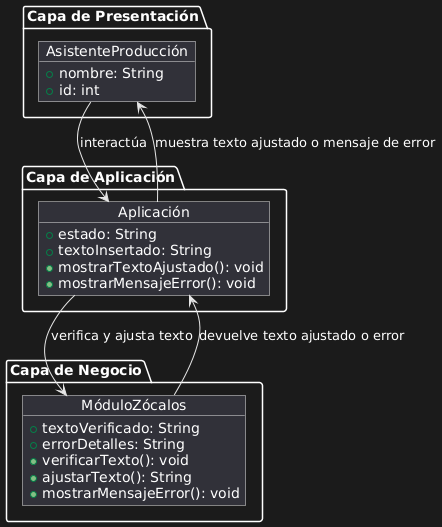 Capa de Presentación
AsistenteProducción
nombre: String
id: int
interactúa
muestra texto ajustado o mensaje de error
Capa de Aplicación
Aplicación
estado: String
textoInsertado: String
mostrarTextoAjustado(): void
mostrarMensajeError(): void
verifica y ajusta texto
devuelve texto ajustado o error
Capa de Negocio
MóduloZócalos
textoVerificado: String
errorDetalles: String
verificarTexto(): void
ajustarTexto(): String
mostrarMensajeError(): void